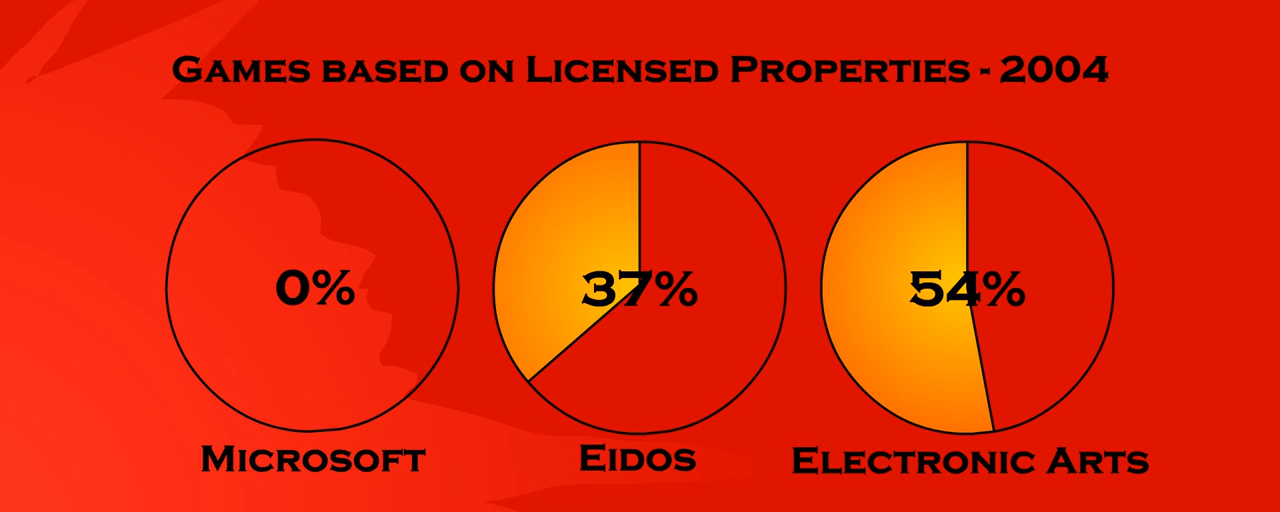 Games based on Licensed Properties - 2004
0%
37%
54%
Microsoft
Eidos
Electronic Arts